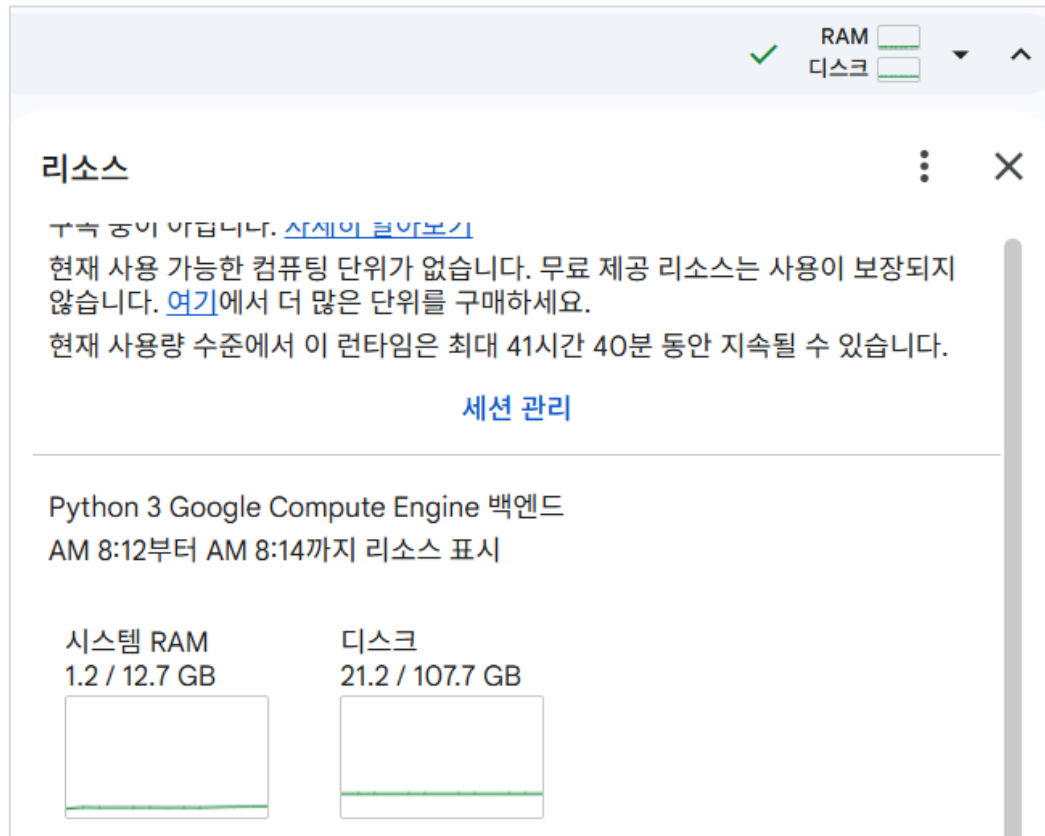 RAM
디스크
리소스
현재 사용 가능한 컴퓨팅 단위가 없습니다. 무료 제공 리소스는 사용이 보장되지
않습니다. 여기에서 더 많은 단위를 구매하세요.
현재 사용량 수준에서 이 런타임은 최대 41시간 40분 동안 지속될 수 있습니다.
세션 관리
Python 3 Google Compute Engine 백엔드
AM 8:12부터 AM 8:14까지 리소스 표시
시스템 RAM
1.2 / 12.7 GB
디스크
21.2 / 107.7 GB